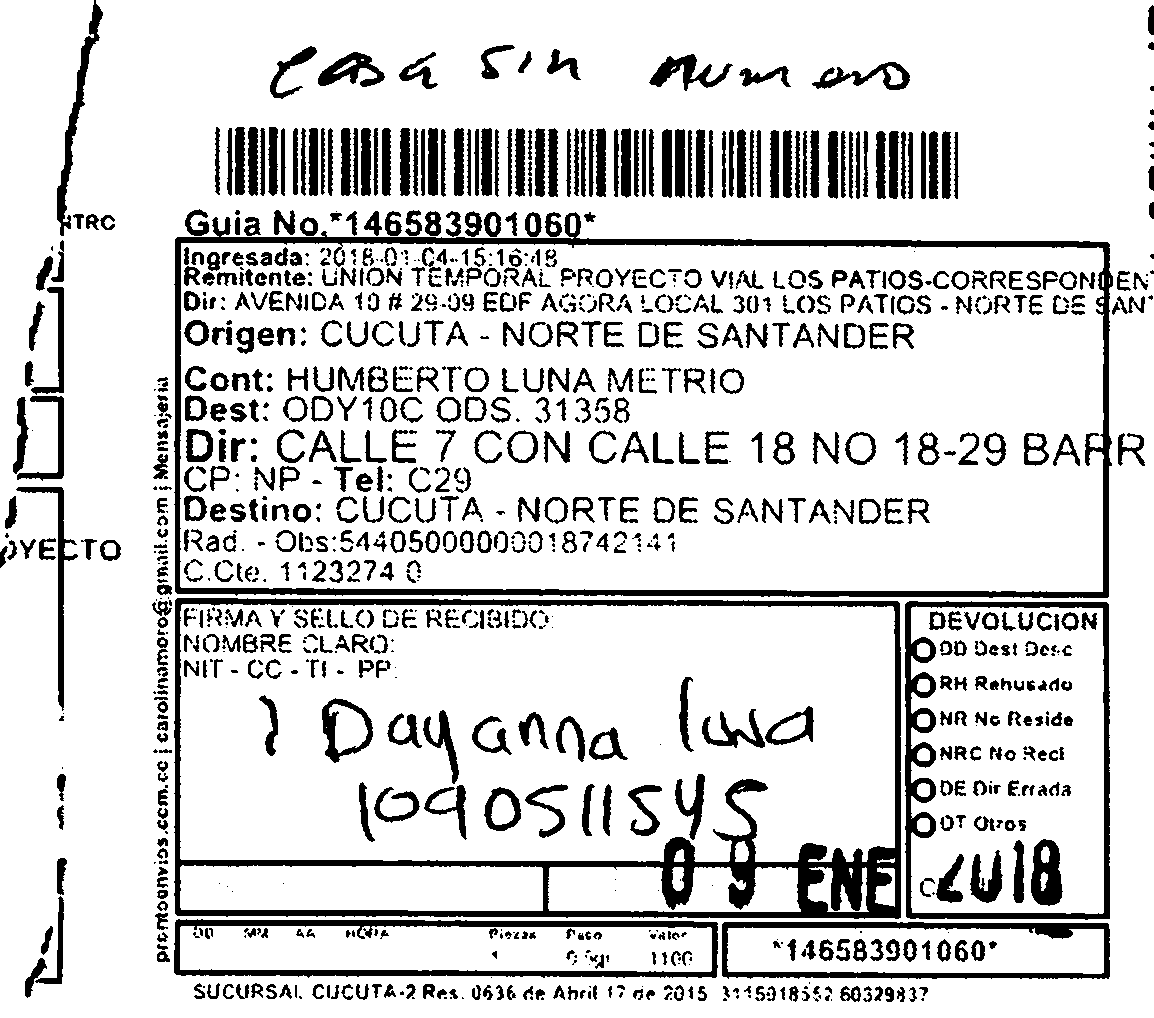 Casa sin numero
NTRC
Guia No.*146583901060*
Ingresada: 2018-01-04-15:16:48
Remitente: UNION TEMPORAL PROYECTO VIAL LOS PATIOS-CORRESPONDEN
Dir: AVENIDA 10 # 29-09 EDF AGORA LOCAL 301 LOS PATIOS - NORTE DE SAN
Origen: CUCUTA - NORTE DE SANTANDER
Cont: HUMBERTO LUNA METRIO
Dest: ODY10C ODS. 31358
Dir: CALLE 7 CON CALLE 18 NO 18-29 BARR
CP: NP - Tel: C29
Destino: CUCUTA - NORTE DE SANTANDER
Rad. - Obs:54405000000018742141
C.Cte. 1123274 0
OYECTO
prontoenvios.com.co | carolinamoro@gmail.com | Mensajeria
FIRMA Y SELLO DE RECIBIDO:
NOMBRE CLARO:
NIT - CC - TI - PP:
Dayanna luna
1090511545
09 ENE 2018
DEVOLUCION
DD Dest Desc
RH Rehusado
NR No Reside
NRC No Reci
DE Dir Errada
OT Otros
DD MM AA HORA Piezas Peso Valor
1 1100
*146583901060*
SUCURSAL CUCUTA-2 Res. 0636 de Abril 17 de 2015 3115018552 60329837